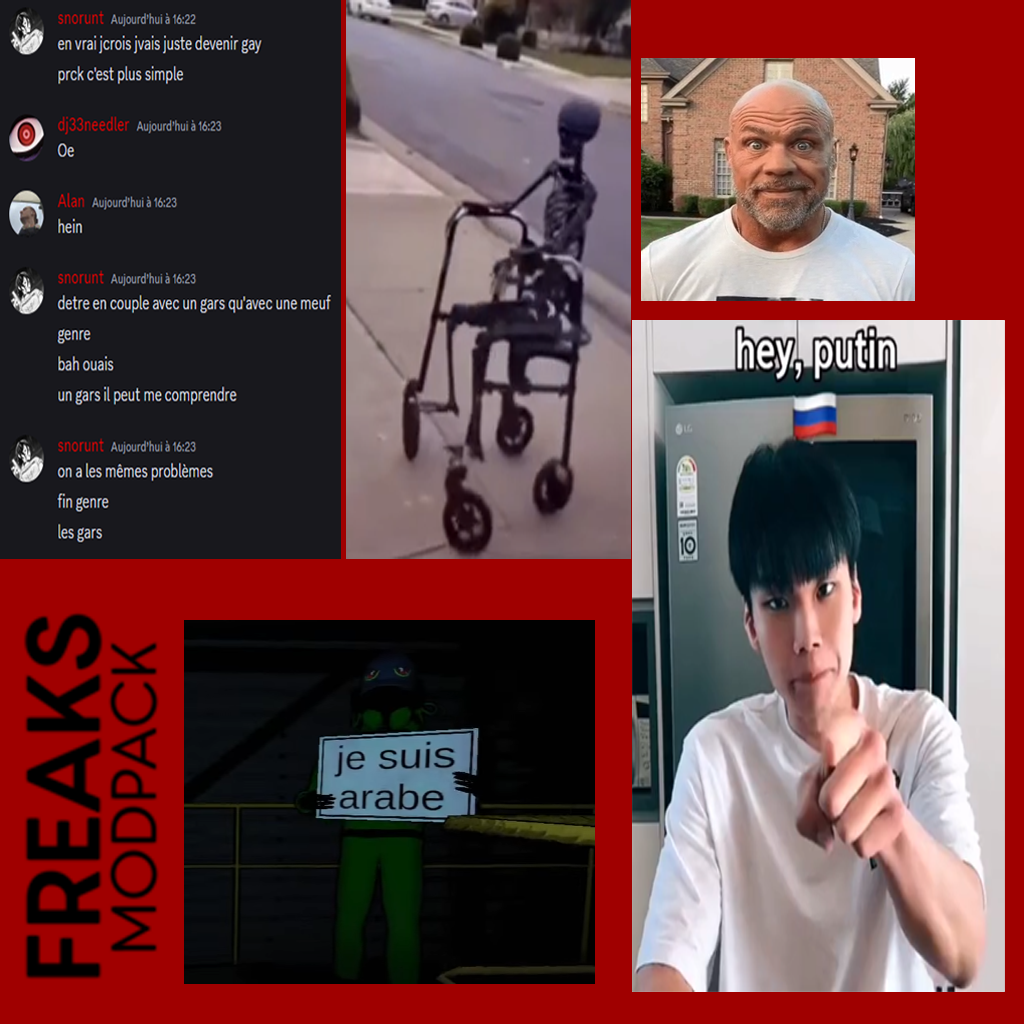 snorunt Aujourd'hui à 16:22
en vrai jcrois jvais juste devenir gay
prck c'est plus simple
dj33needler Aujourd'hui à 16:23
Oe
Alan Aujourd'hui à 16:23
hein
snorunt Aujourd'hui à 16:23
detre en couple avec un gars qu'avec une meuf
genre
bah ouais
un gars il peut me comprendre
snorunt Aujourd'hui à 16:23
on a les mêmes problèmes
fin genre
les gars
hey, putin
LG
10
FREAKS
MODPACK
je suis
arabe